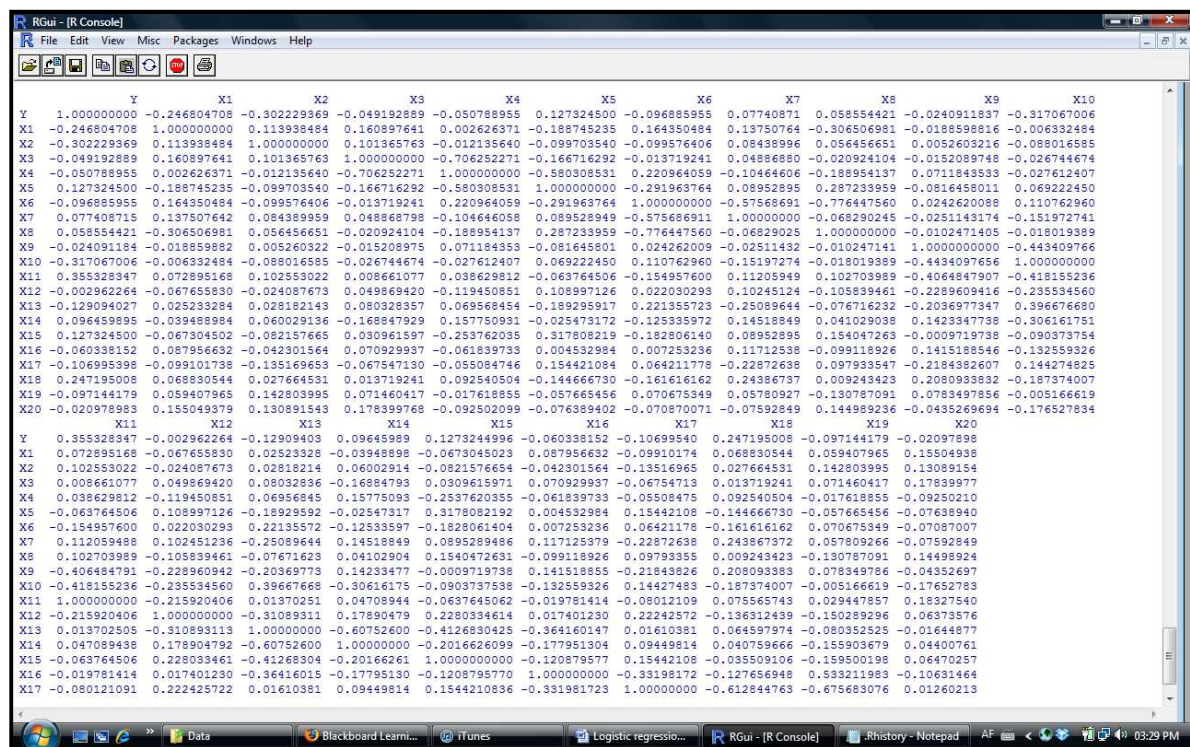 RGui - [R Console]
File Edit View Misc Packages Windows Help
STOP
Y X1 X2 X3 X4 X5 X6 X7 X8 X9 X10
Y 1.000000000 -0.246804708 -0.302229369 -0.049192889 -0.050788955 0.127324500 -0.096885955 0.07740871 0.058554421 -0.0240911837 -0.317067006
X1 -0.246804708 1.000000000 0.113938484 0.160897641 0.002626371 -0.188745235 0.164350484 0.13750764 -0.306506981 -0.0188598816 -0.006332484
X2 -0.302229369 0.113938484 1.000000000 0.101365763 -0.012135640 -0.099703540 -0.099576406 0.08438996 0.056456651 0.0052603216 -0.088016585
X3 -0.049192889 0.160897641 0.101365763 1.000000000 -0.706252271 -0.166716292 -0.013719241 0.04886880 -0.020924104 -0.0152089748 -0.026744674
X4 -0.050788955 0.002626371 -0.012135640 -0.706252271 1.000000000 -0.580308531 0.220964059 -0.10464606 -0.188954137 0.0711843533 -0.027612407
X5 0.127324500 -0.188745235 -0.099703540 -0.166716292 -0.580308531 1.000000000 -0.291963764 0.08952895 0.287233959 -0.0816458011 0.069222450
X6 -0.096885955 0.164350484 -0.099576406 -0.013719241 0.220964059 -0.291963764 1.000000000 -0.57568691 -0.776447560 0.0242620088 0.110762960
X7 0.077408715 0.137507642 0.084389959 0.048868798 -0.104646058 0.089528949 -0.575686911 1.00000000 -0.068290245 -0.0251143174 -0.151972741
X8 0.058554421 -0.306506981 0.056456651 -0.020924104 -0.188954137 0.287233959 -0.776447560 -0.06829025 1.000000000 -0.0102471405 -0.018019389
X9 -0.024091184 -0.018859882 0.005260322 -0.015208975 0.071184353 -0.081645801 0.024262009 -0.02511432 -0.010247141 1.0000000000 -0.443409766
X10 -0.317067006 -0.006332484 -0.088016585 -0.026744674 -0.027612407 0.069222450 0.110762960 -0.15197274 -0.018019389 -0.4434097656 1.000000000
X11 0.355328347 0.072895168 0.102553022 0.008661077 0.038629812 -0.063764506 -0.154957600 0.11205949 0.102703989 -0.4064847907 -0.418155236
X12 -0.002962264 -0.067655830 -0.024087673 0.049869420 -0.119450851 0.108997126 0.022030293 0.10245124 -0.105839461 -0.2289609416 -0.235534560
X13 -0.129094027 0.025233284 0.028182143 0.080328357 0.069568454 -0.189295917 0.221355723 -0.25089644 -0.076716232 -0.2036977347 0.396676680
X14 0.096459895 -0.039488984 0.060029136 -0.168847929 0.157750931 -0.025473172 -0.125335972 0.14518849 0.041029038 0.1423347738 -0.306161751
X15 0.127324500 -0.067304502 -0.082157665 0.030961597 -0.253762035 0.317808219 -0.182806140 0.08952895 0.154047263 -0.0009719738 -0.090373754
X16 -0.060338152 0.087956632 -0.042301564 0.070929937 -0.061839733 0.004532984 0.007253236 0.11712538 -0.099118926 0.1415188546 -0.132559326
X17 -0.106995398 -0.099101738 -0.135169653 -0.067547130 -0.055084746 0.154421084 0.064211778 -0.22872638 0.097933547 -0.2184382607 0.144274825
X18 0.247195008 0.068830544 0.027664531 0.013719241 0.092540504 -0.144666730 -0.161616162 0.24386737 0.009243423 0.2080933832 -0.187374007
X19 -0.097144179 0.059407965 0.142803995 0.071460417 -0.017618855 -0.057665456 0.070675349 0.05780927 -0.130787091 0.0783497856 -0.005166619
X20 -0.020978983 0.155049379 0.130891543 0.178399768 -0.092502099 -0.076389402 -0.070870071 -0.07592849 0.144989236 -0.0435269694 -0.176527834
X11 X12 X13 X14 X15 X16 X17 X18 X19 X20
Y 0.355328347 -0.002962264 -0.12909403 0.09645989 0.1273244996 -0.060338152 -0.10699540 0.247195008 -0.097144179 -0.02097898
X1 0.072895168 -0.067655830 0.02523328 -0.03948898 -0.0673045023 0.087956632 -0.09910174 0.068830544 0.059407965 0.15504938
X2 0.102553022 -0.024087673 0.02818214 0.06002914 -0.0821576654 -0.042301564 -0.13516965 0.027664531 0.142803995 0.13089154
X3 0.008661077 0.049869420 0.08032836 -0.16884793 0.0309615971 0.070929937 -0.06754713 0.013719241 0.071460417 0.17839977
X4 0.038629812 -0.119450851 0.06956845 0.15775093 -0.2537620355 -0.061839733 -0.05508475 0.092540504 -0.017618855 -0.09250210
X5 -0.063764506 0.108997126 -0.18929592 -0.02547317 0.3178082192 0.004532984 0.15442108 -0.144666730 -0.057665456 -0.07638940
X6 -0.154957600 0.022030293 0.22135572 -0.12533597 -0.1828061404 0.007253236 0.06421178 -0.161616162 0.070675349 -0.07087007
X7 0.112059488 0.102451236 -0.25089644 0.14518849 0.0895289486 0.117125379 -0.22872638 0.243867372 0.057809266 -0.07592849
X8 0.102703989 -0.105839461 -0.07671623 0.04102904 0.1540472631 -0.099118926 0.09793355 0.009243423 -0.130787091 0.14498924
X9 -0.406484791 -0.228960942 -0.20369773 0.14233477 -0.0009719738 0.141518855 -0.21843826 0.208093383 0.078349786 -0.04352697
X10 -0.418155236 -0.235534560 0.39667668 -0.30616175 -0.0903737538 -0.132559326 0.14427483 -0.187374007 -0.005166619 -0.17652783
X11 1.000000000 -0.215920406 0.01370251 0.04708944 -0.0637645062 -0.019781414 -0.08012109 0.075565743 0.029447857 0.18327540
X12 -0.215920406 1.000000000 -0.31089311 0.17890479 0.2280334614 0.017401230 0.22242572 -0.136312439 -0.150289296 0.06373576
X13 0.013702505 -0.310893113 1.00000000 -0.60752600 -0.4126830425 -0.364160147 0.01610381 0.064597974 -0.080352525 -0.01644877
X14 0.047089438 0.178904792 -0.60752600 1.00000000 -0.2016626099 -0.177951304 0.09449814 0.040759666 -0.155903679 0.04400761
X15 -0.063764506 0.228033461 -0.41268304 -0.20166261 1.0000000000 -0.120879577 0.15442108 -0.035509106 -0.159500198 0.06470257
X16 -0.019781414 0.017401230 -0.36416015 -0.17795130 -0.1208795770 1.000000000 -0.33198172 -0.127656948 0.533211983 -0.10631464
X17 -0.080121091 0.222425722 0.01610381 0.09449814 0.1544210836 -0.331981723 1.00000000 -0.612844763 -0.675683076 0.01260213
Data Blackboard Learni... iTunes Logistic regressio... RGui - [R Console] .Rhistory - Notepad AF 03:29 PM